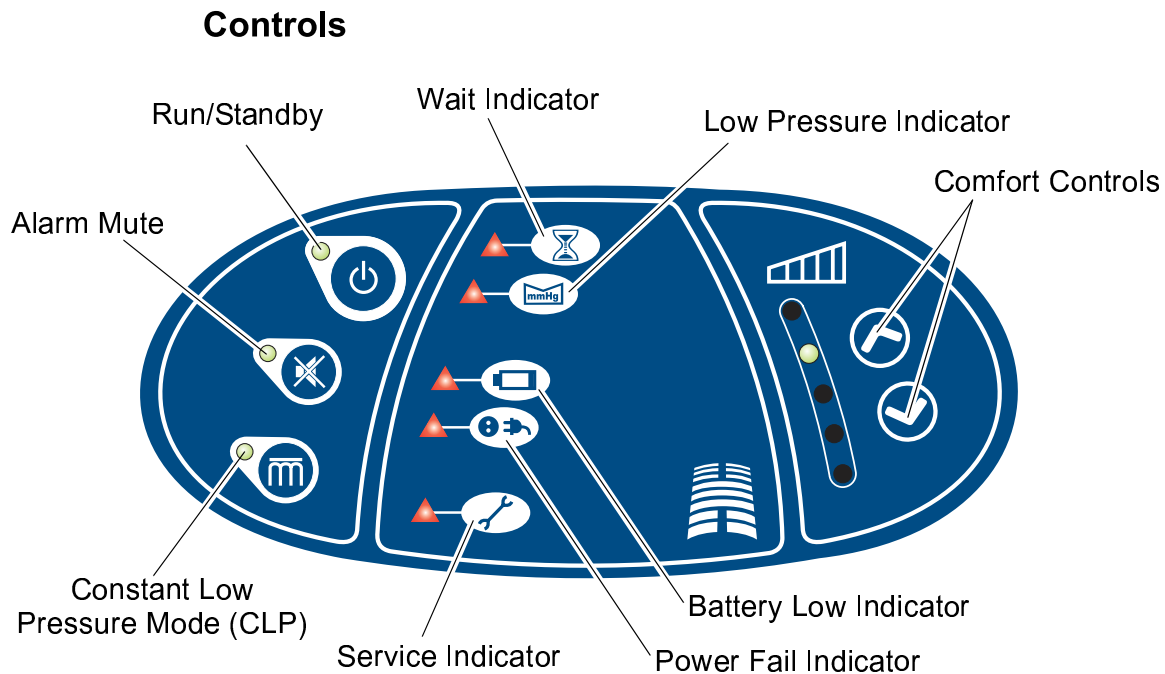 Controls
Run/Standby
Wait Indicator
Low Pressure Indicator
Comfort Controls
Alarm Mute
mmHg
Constant Low
Pressure Mode (CLP)
Service Indicator
Battery Low Indicator
Power Fail Indicator